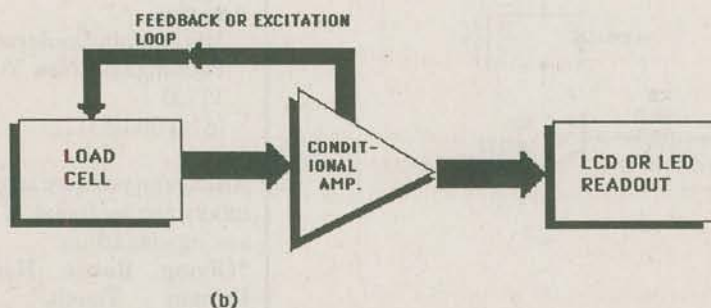 FEEDBACK OR EXCITATION
LOOP
LOAD
CELL
CONDIT-
IONAL
AMP.
LCD OR LED
READOUT
(b)